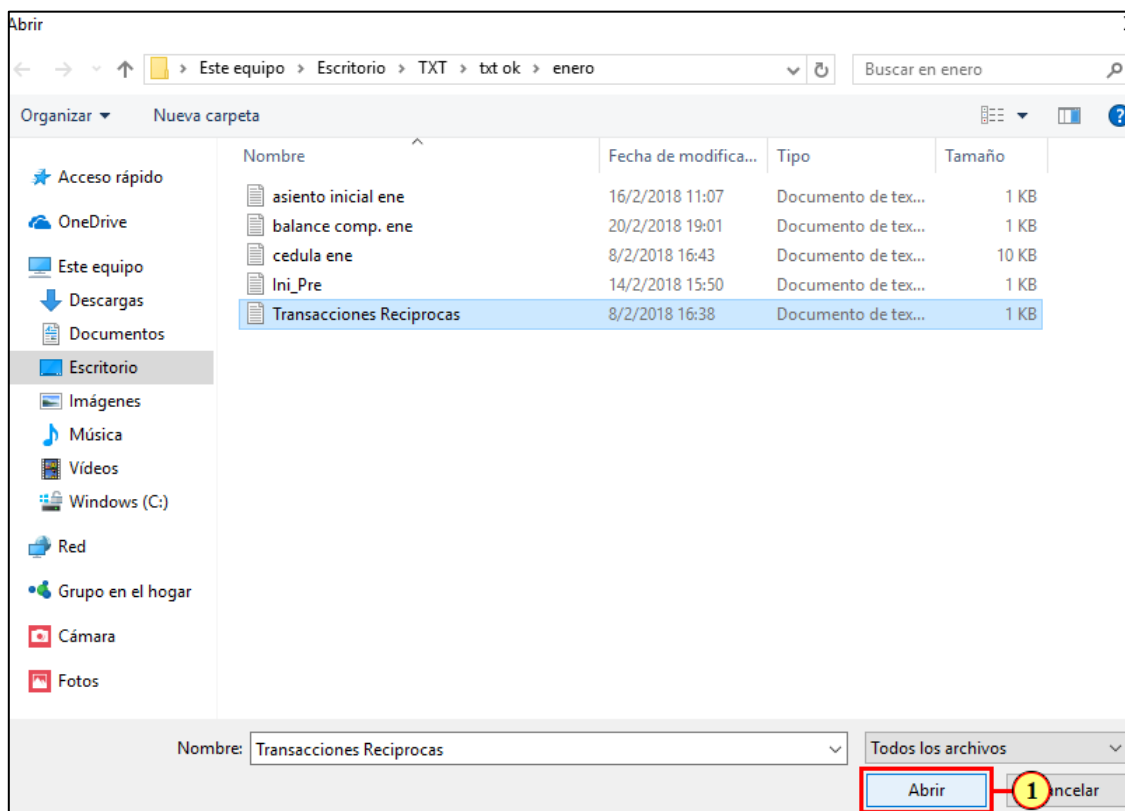 Abrir
Este equipo > Escritorio > TXT > txt ok > enero
Buscar en enero
Organizar
Nueva carpeta
?
Nombre Fecha de modifica... Tipo Tamaño
Acceso rápido
OneDrive
Este equipo
Descargas
Documentos
Escritorio
Imágenes
Música
Vídeos
Windows (C:)
Red
Grupo en el hogar
Cámara
Fotos
asiento inicial ene 16/2/2018 11:07 Documento de tex... 1 KB
balance comp. ene 20/2/2018 19:01 Documento de tex... 1 KB
cedula ene 8/2/2018 16:43 Documento de tex... 10 KB
Ini_Pre 14/2/2018 15:50 Documento de tex... 1 KB
Transacciones Reciprocas 8/2/2018 16:38 Documento de tex... 1 KB
Nombre: Transacciones Reciprocas
Todos los archivos
Abrir
1
ancelar